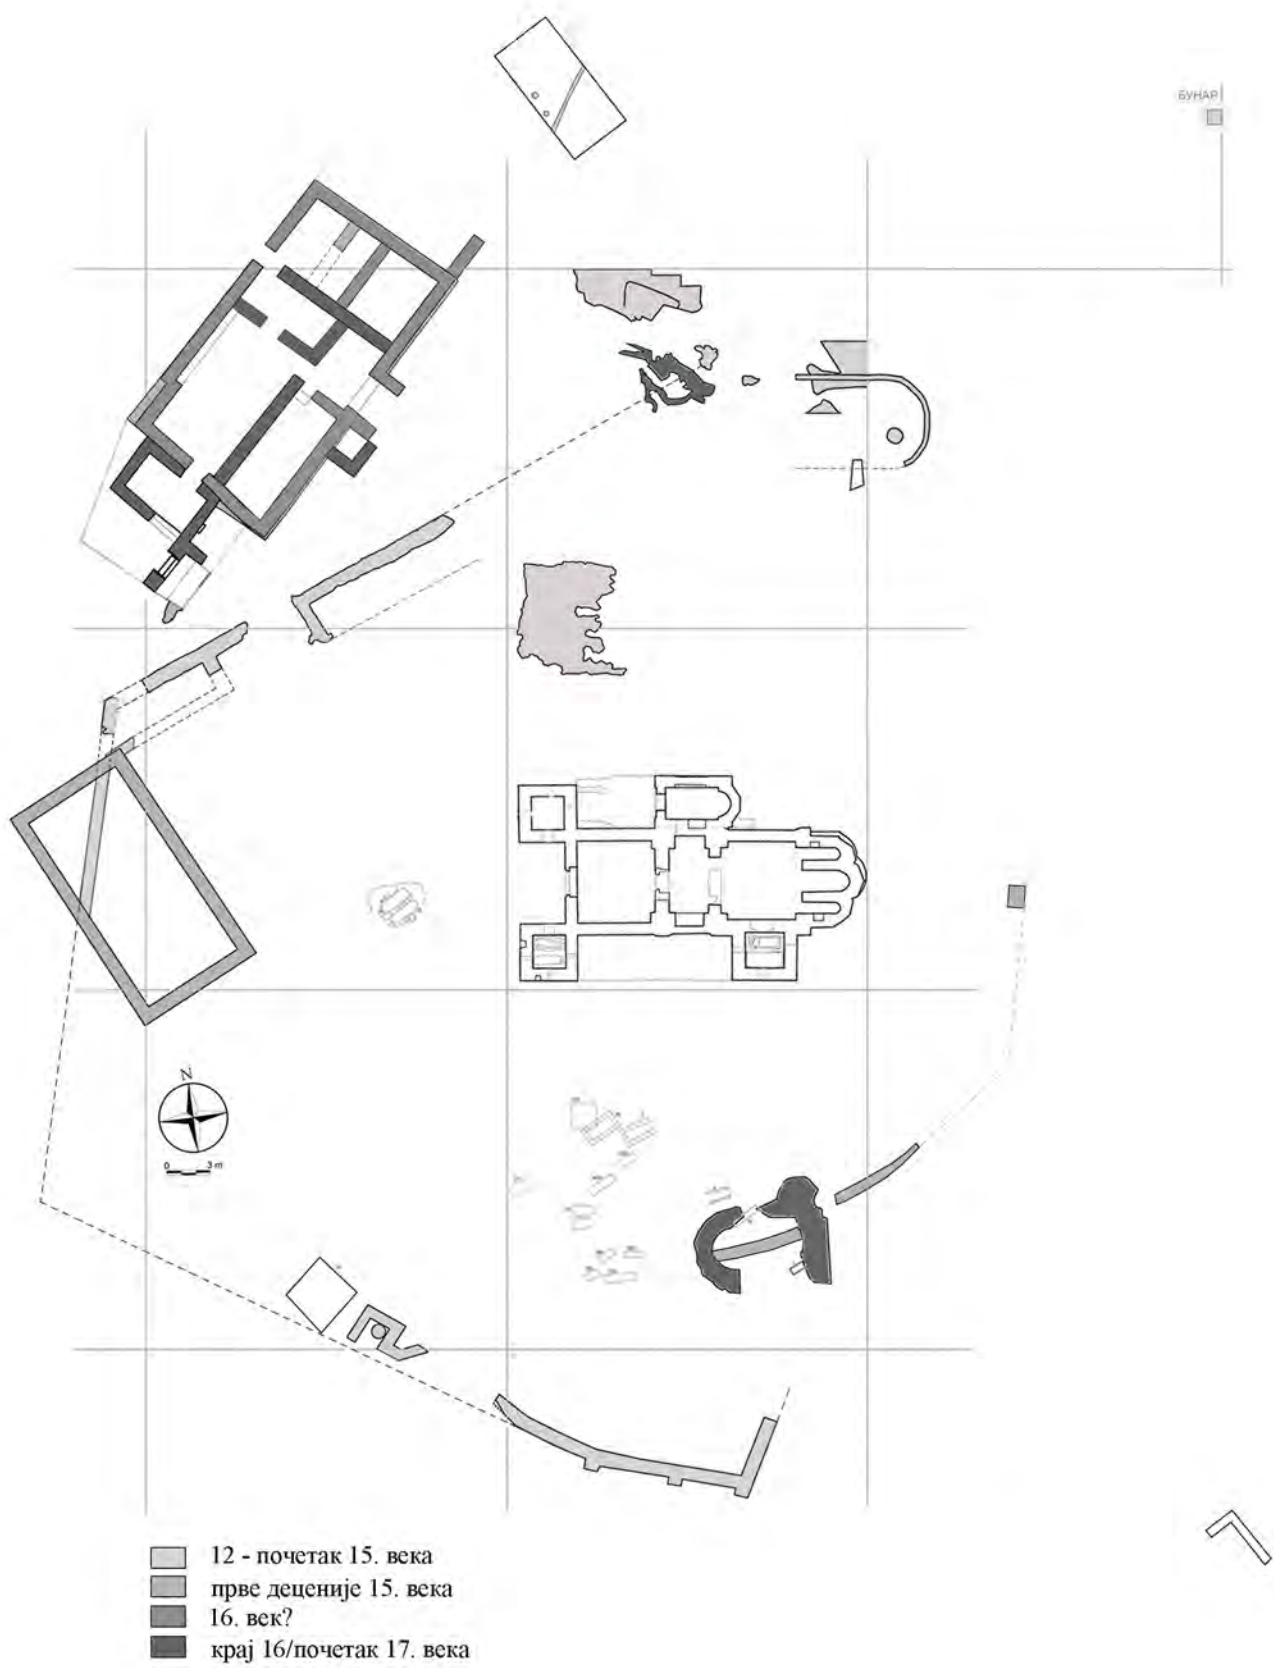 БУНАР
N
0 3 m
12 - почетак 15. века
прве деценије 15. века
16. век?
крај 16/почетак 17. века